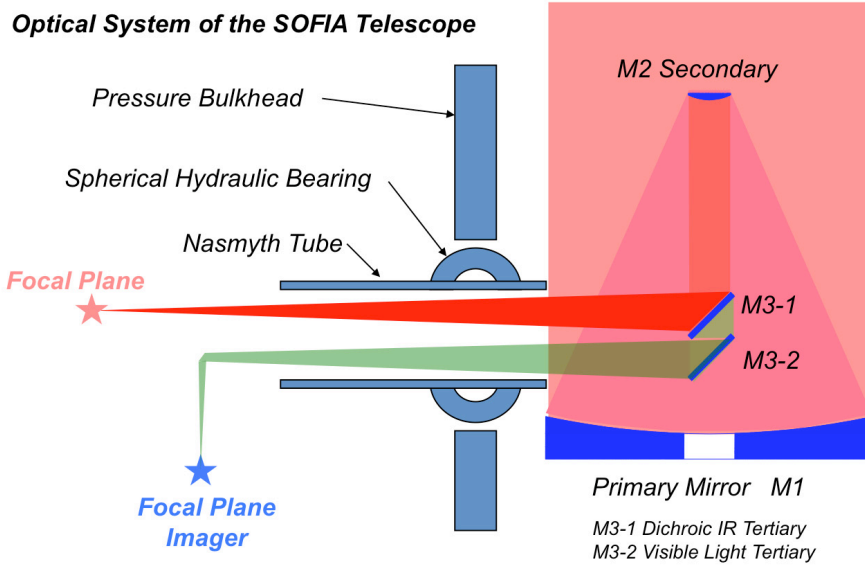 Optical System of the SOFIA Telescope
M2 Secondary
Pressure Bulkhead
Spherical Hydraulic Bearing
Nasmyth Tube
Focal Plane
M3-1
M3-2
Focal Plane
Imager
Primary Mirror M1
M3-1 Dichroic IR Tertiary
M3-2 Visible Light Tertiary